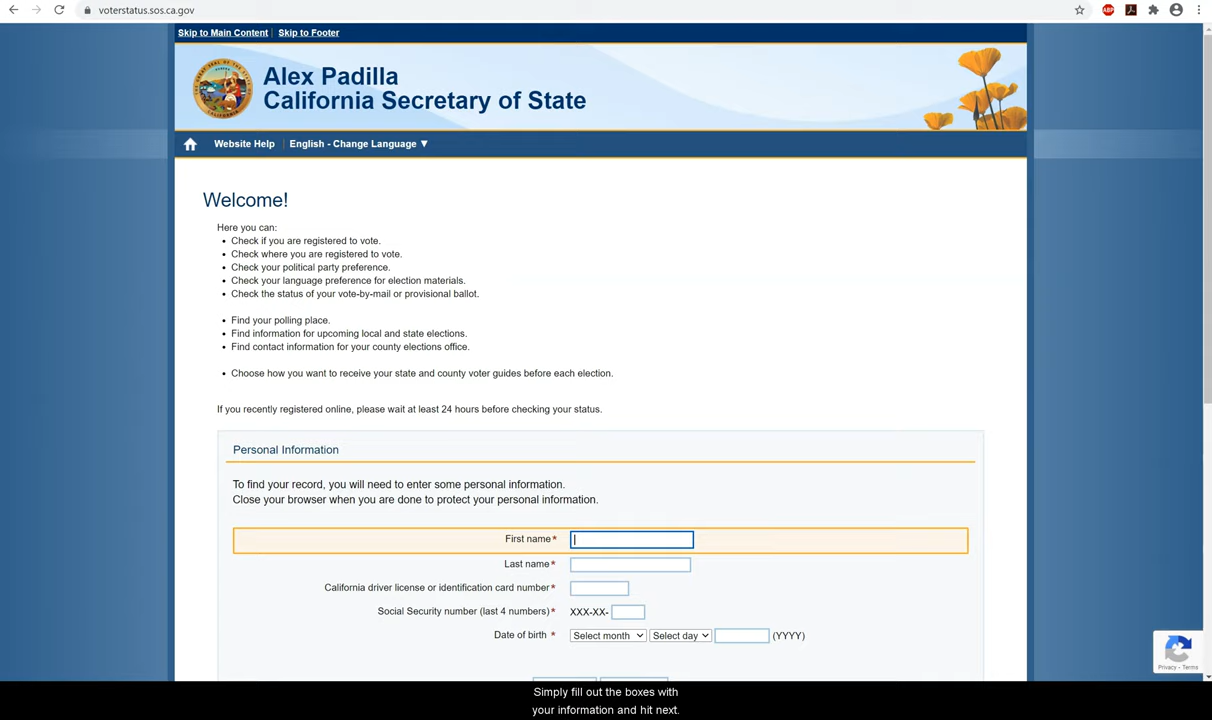 voterstatus.sos.ca.gov
ABP
Skip to Main Content | Skip to Footer
Alex Padilla
California Secretary of State
Website Help | English - Change Language ▼
Welcome!
Here you can:
• Check if you are registered to vote.
• Check where you are registered to vote.
• Check your political party preference.
• Check your language preference for election materials.
• Check the status of your vote-by-mail or provisional ballot.
• Find your polling place.
• Find information for upcoming local and state elections.
• Find contact information for your county elections office.
• Choose how you want to receive your state and county voter guides before each election.
If you recently registered online, please wait at least 24 hours before checking your status.
Personal Information
To find your record, you will need to enter some personal information.
Close your browser when you are done to protect your personal information.
First name*
Last name*
California driver license or identification card number*
Social Security number (last 4 numbers)* XXX-XX-
Date of birth * Select month Select day (YYYY)
Privacy - Terms
Simply fill out the boxes with
your information and hit next.